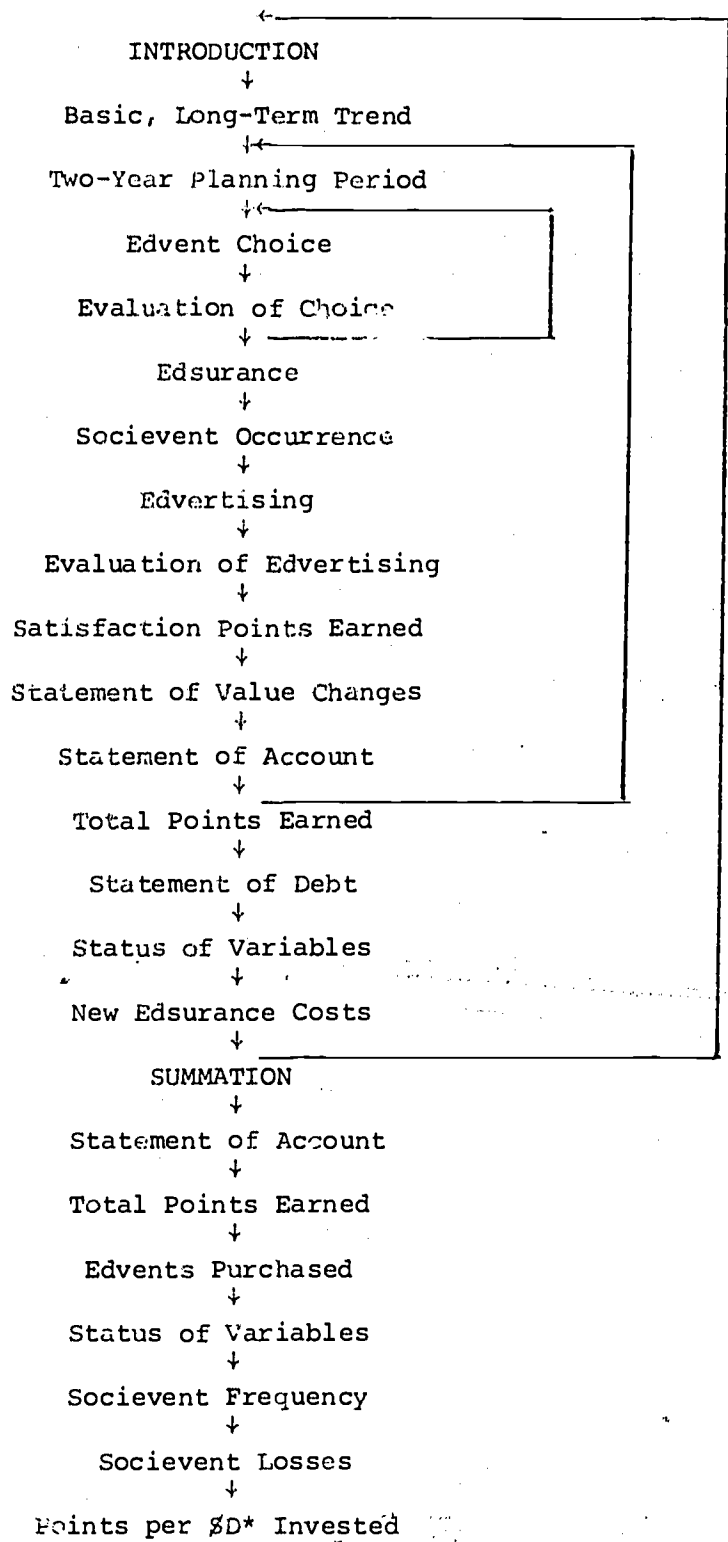 INTRODUCTION
Basic, Long-Term Trend
Two-Year Planning Period
Edvent Choice
Evaluation of Choice
Edsurance
Socievent Occurrence
Edvertising
Evaluation of Edvertising
Satisfaction Points Earned
Statement of Value Changes
Statement of Account
Total Points Earned
Statement of Debt
Status of Variables
New Edsurance Costs
SUMMATION
Statement of Account
Total Points Earned
Edvents Purchased
Status of Variables
Socievent Frequency
Socievent Losses
Points per $D* Invested